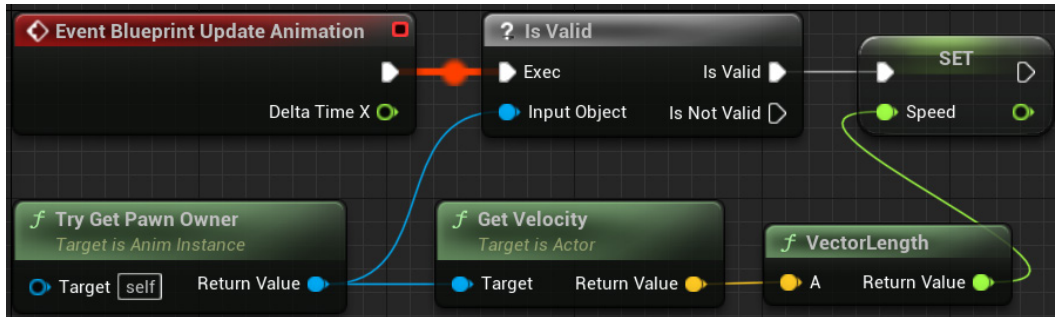 Event Blueprint Update Animation
Delta Time X
? Is Valid
Exec
Is Valid
Input Object
Is Not Valid
SET
Speed
f Try Get Pawn Owner
Target is Anim Instance
Target self
Return Value
f Get Velocity
Target is Actor
Target
Return Value
f VectorLength
A
Return Value